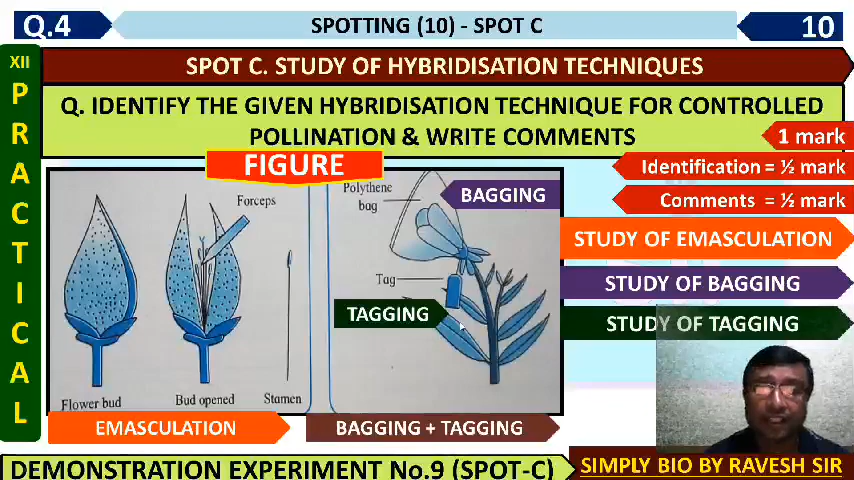 Q.4
SPOTTING (10) - SPOT C
10
XII
PRACTICAL
SPOT C. STUDY OF HYBRIDISATION TECHNIQUES
Q. IDENTIFY THE GIVEN HYBRIDISATION TECHNIQUE FOR CONTROLLED
POLLINATION & WRITE COMMENTS
1 mark
Identification = ½ mark
Comments = ½ mark
FIGURE
Forceps
Polythene
bag
BAGGING
Tag
TAGGING
Flower bud
Bud opened
Stamen
STUDY OF EMASCULATION
STUDY OF BAGGING
STUDY OF TAGGING
EMASCULATION
BAGGING + TAGGING
DEMONSTRATION EXPERIMENT No.9 (SPOT-C)
SIMPLY BIO BY RAVESH SIR